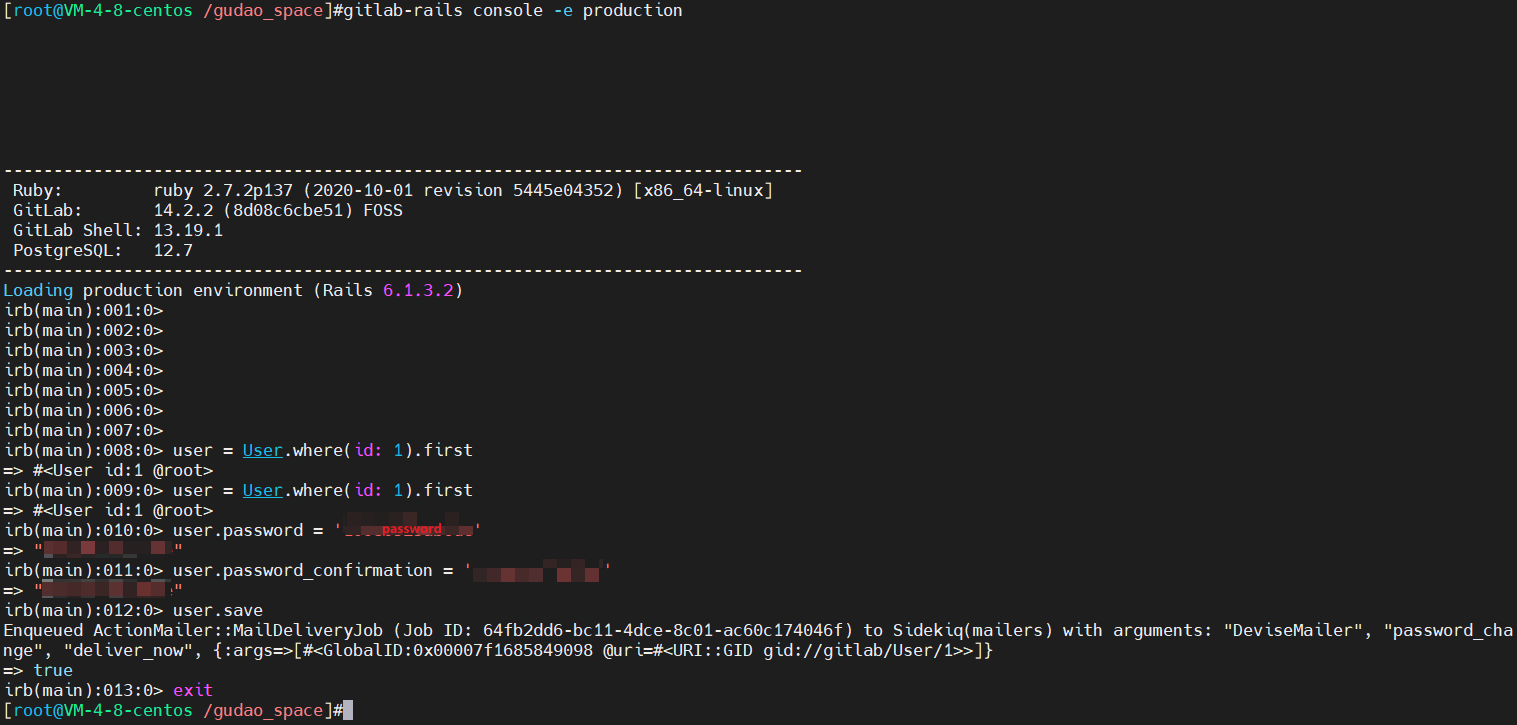 [root@VM-4-8-centos /gudao_space]#gitlab-rails console -e production
--------------------------------------------------------------------------------
 Ruby:         ruby 2.7.2p137 (2020-10-01 revision 5445e04352) [x86_64-linux]
 GitLab:       14.2.2 (8d08c6cbe51) FOSS
 GitLab Shell: 13.19.1
 PostgreSQL:   12.7
--------------------------------------------------------------------------------
Loading production environment (Rails 6.1.3.2)
irb(main):001:0>
irb(main):002:0>
irb(main):003:0>
irb(main):004:0>
irb(main):005:0>
irb(main):006:0>
irb(main):007:0>
irb(main):008:0> user = User.where(id: 1).first
=> #<User id:1 @root>
irb(main):009:0> user = User.where(id: 1).first
=> #<User id:1 @root>
irb(main):010:0> user.password = 'password'
=> ""
irb(main):011:0> user.password_confirmation = ''
=> ""
irb(main):012:0> user.save
Enqueued ActionMailer::MailDeliveryJob (Job ID: 64fb2dd6-bc11-4dce-8c01-ac60c174046f) to Sidekiq(mailers) with arguments: "DeviseMailer", "password_cha
nge", "deliver_now", {:args=>[#<GlobalID:0x00007f1685849098 @uri=#<URI::GID gid://gitlab/User/1>>]}
=> true
irb(main):013:0> exit
[root@VM-4-8-centos /gudao_space]#